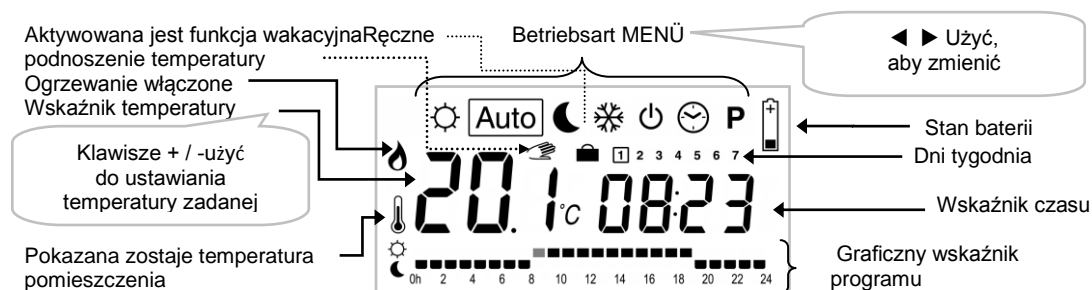 Aktywowana jest funkcja wakacyjnaRęczne
podnoszenie temperatury
Ogrzewanie włączone
Wskaźnik temperatury
Klawisze + / -użyć
do ustawiania
temperatury zadanej
Pokazana zostaje temperatura
pomieszczenia
Betriebsart MENÜ
◄ ► Użyć,
aby zmienić
Auto P
1 2 3 4 5 6 7
20.1°C 08:23
0h 2 4 6 8 10 12 14 16 18 20 22 24
Stan baterii
Dni tygodnia
Wskaźnik czasu
Graficzny wskaźnik
programu